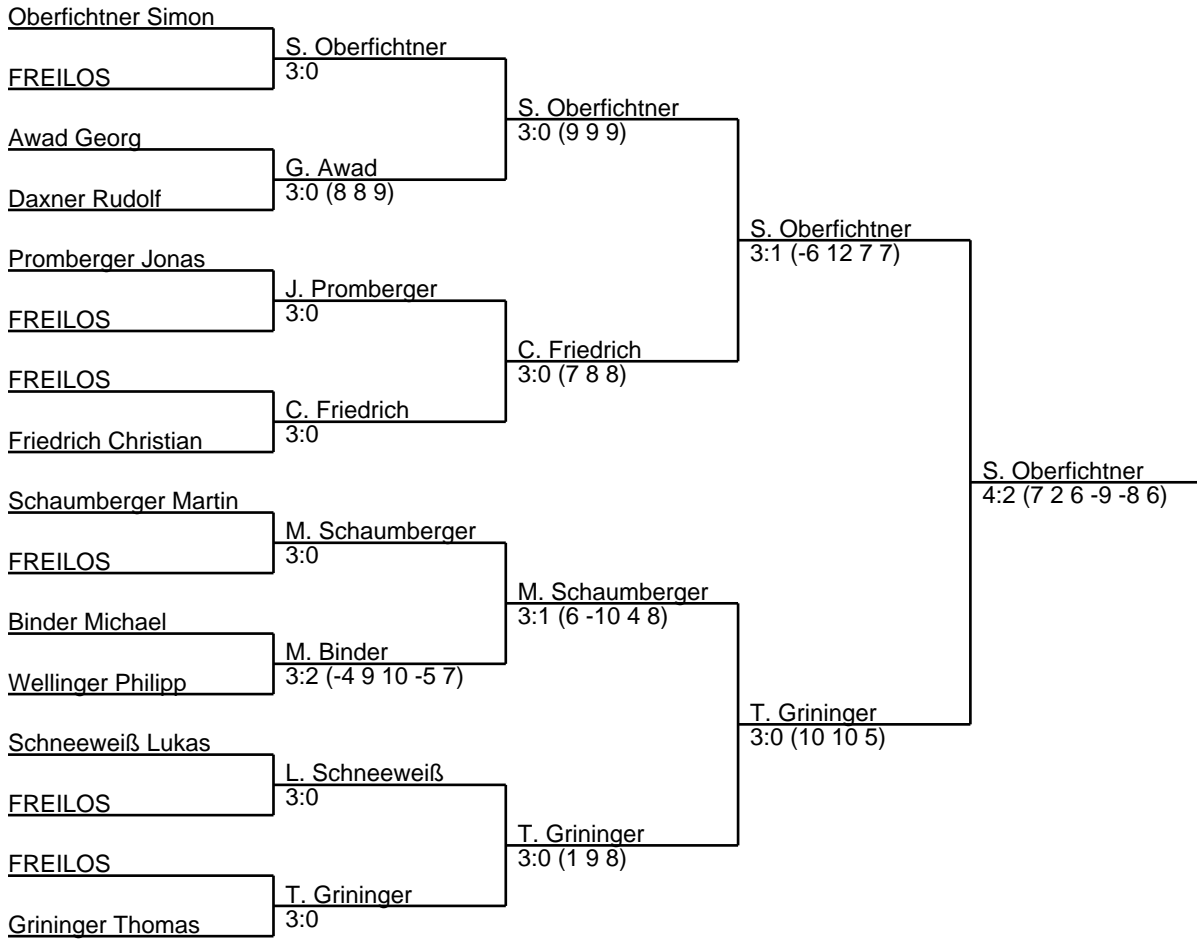 Oberfichtner Simon
FREILOS
Awad Georg
Daxner Rudolf
Promberger Jonas
FREILOS
FREILOS
Friedrich Christian
Schaumberger Martin
FREILOS
Binder Michael
Wellinger Philipp
Schneeweiß Lukas
FREILOS
FREILOS
Grininger Thomas
S. Oberfichtner
3:0
G. Awad
3:0 (8 8 9)
J. Promberger
3:0
C. Friedrich
3:0
M. Schaumberger
3:0
M. Binder
3:2 (-4 9 10 -5 7)
L. Schneeweiß
3:0
T. Grininger
3:0
S. Oberfichtner
3:0 (9 9 9)
C. Friedrich
3:0 (7 8 8)
M. Schaumberger
3:1 (6 -10 4 8)
T. Grininger
3:0 (1 9 8)
S. Oberfichtner
3:1 (-6 12 7 7)
T. Grininger
3:0 (10 10 5)
S. Oberfichtner
4:2 (7 2 6 -9 -8 6)